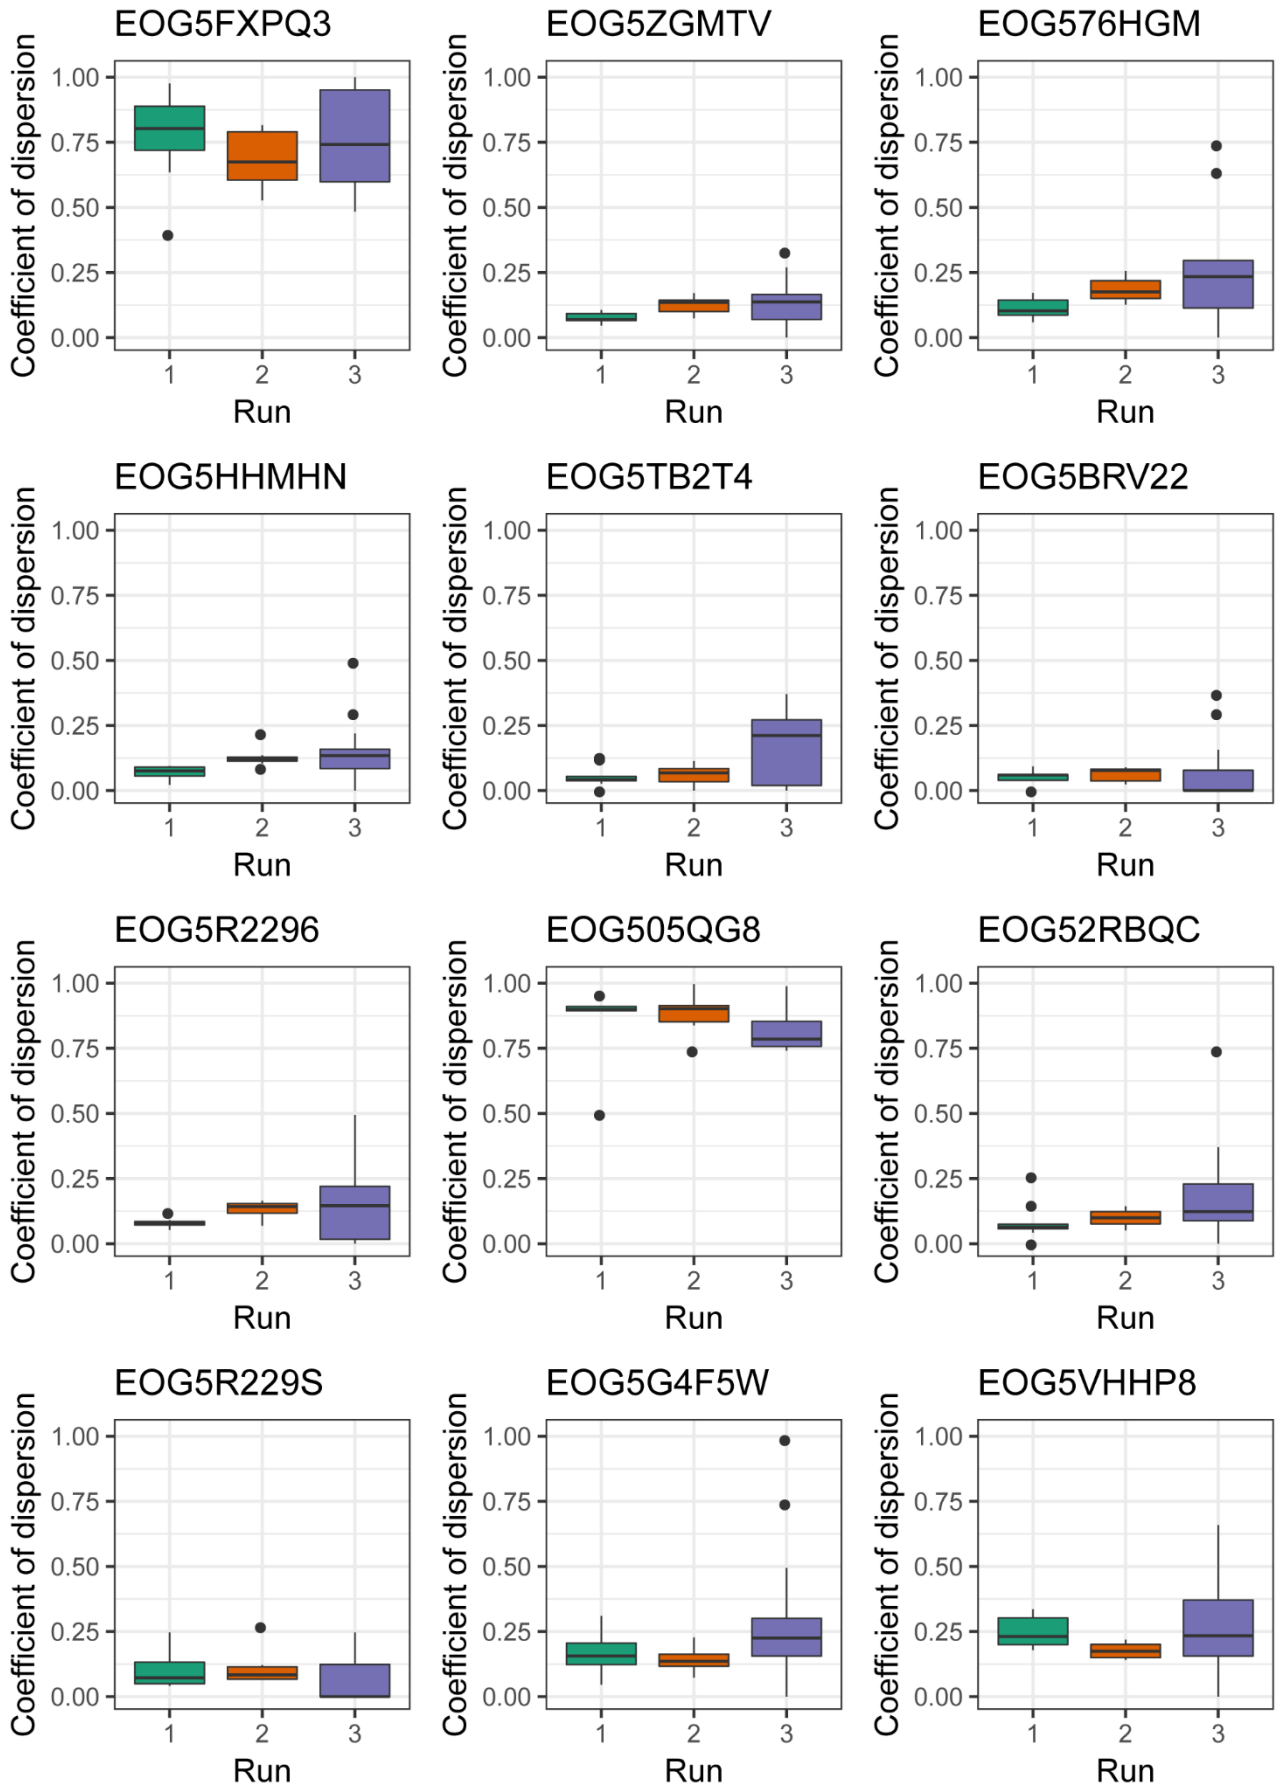 EOG5FXPQ3 EOG5ZGMTV EOG576HGM
Coefficient of dispersion Coefficient of dispersion Coefficient of dispersion
1.00 1.00 1.00
0.75 0.75 0.75
0.50 0.50 0.50
0.25 0.25 0.25
0.00 0.00 0.00
1 2 3 1 2 3 1 2 3
Run Run Run
EOG5HHMHN EOG5TB2T4 EOG5BRV22
Coefficient of dispersion Coefficient of dispersion Coefficient of dispersion
1.00 1.00 1.00
0.75 0.75 0.75
0.50 0.50 0.50
0.25 0.25 0.25
0.00 0.00 0.00
1 2 3 1 2 3 1 2 3
Run Run Run
EOG5R2296 EOG505QG8 EOG52RBQC
Coefficient of dispersion Coefficient of dispersion Coefficient of dispersion
1.00 1.00 1.00
0.75 0.75 0.75
0.50 0.50 0.50
0.25 0.25 0.25
0.00 0.00 0.00
1 2 3 1 2 3 1 2 3
Run Run Run
EOG5R229S EOG5G4F5W EOG5VHHP8
Coefficient of dispersion Coefficient of dispersion Coefficient of dispersion
1.00 1.00 1.00
0.75 0.75 0.75
0.50 0.50 0.50
0.25 0.25 0.25
0.00 0.00 0.00
1 2 3 1 2 3 1 2 3
Run Run Run